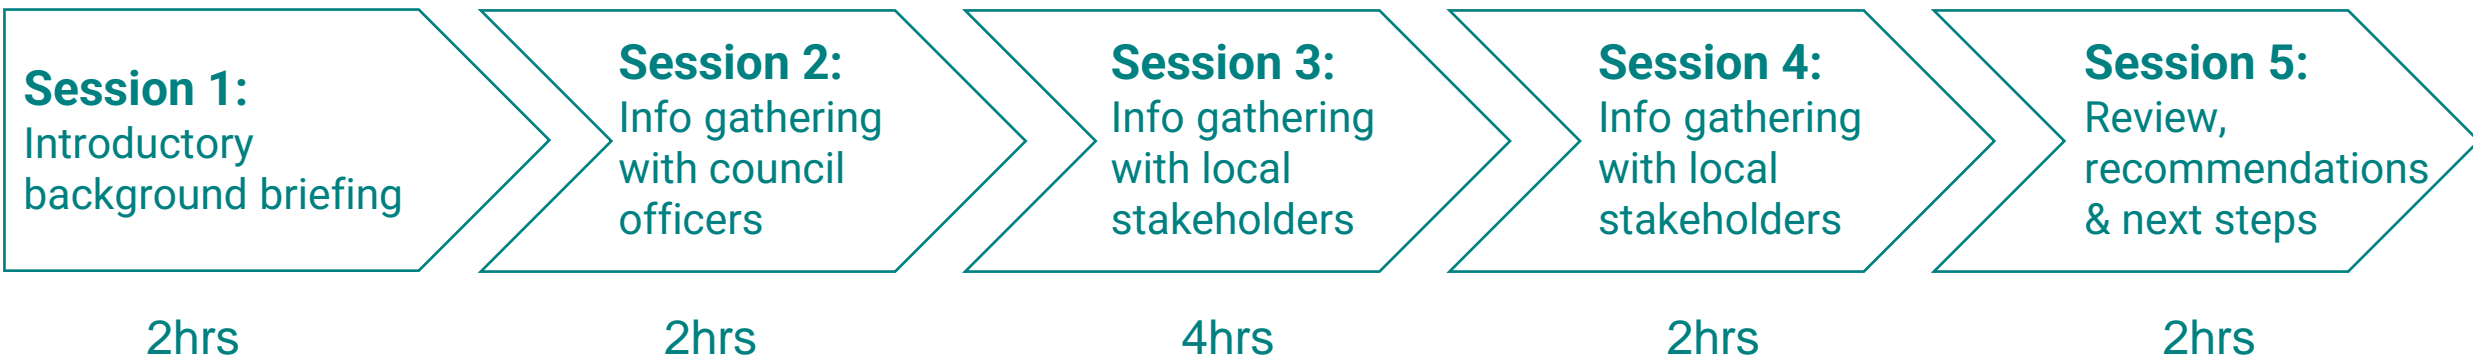 Session 1:
Introductory
background briefing
Session 2:
Info gathering
with council
officers
Session 3:
Info gathering
with local
stakeholders
Session 4:
Info gathering
with local
stakeholders
Session 5:
Review,
recommendations
& next steps
2hrs
2hrs
4hrs
2hrs
2hrs